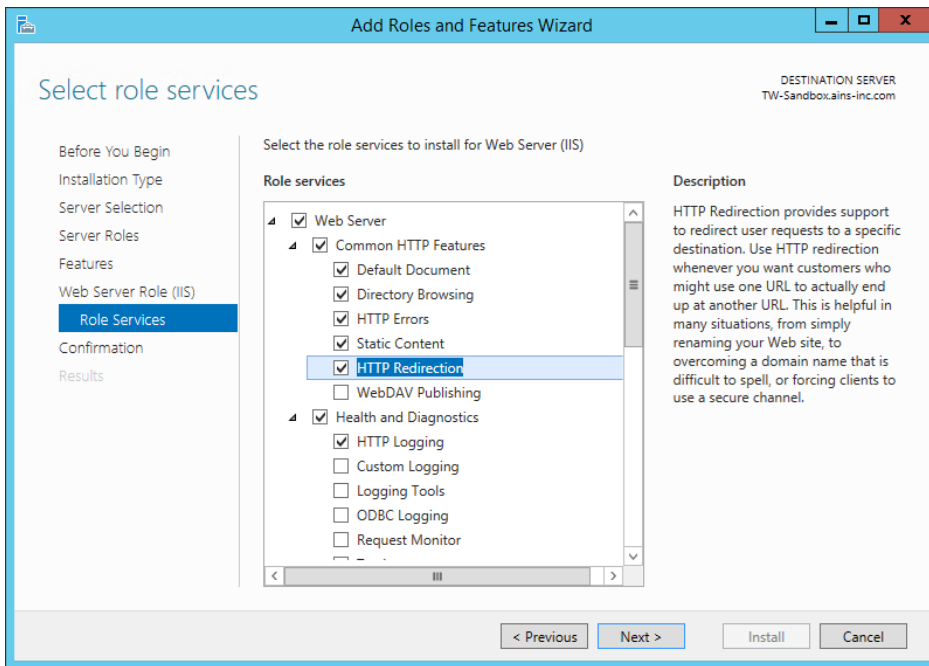 Add Roles and Features Wizard
Select role services
DESTINATION SERVER
TW-Sandbox.ains-inc.com
Before You Begin
Installation Type
Server Selection
Server Roles
Features
Web Server Role (IIS)
Role Services
Confirmation
Results
Select the role services to install for Web Server (IIS)
Role services
Web Server
Common HTTP Features
Default Document
Directory Browsing
HTTP Errors
Static Content
HTTP Redirection
WebDAV Publishing
Health and Diagnostics
HTTP Logging
Custom Logging
Logging Tools
ODBC Logging
Request Monitor
Description
HTTP Redirection provides support
to redirect user requests to a specific
destination. Use HTTP redirection
whenever you want customers who
might use one URL to actually end
up at another URL. This is helpful in
many situations, from simply
renaming your Web site, to
overcoming a domain name that is
difficult to spell, or forcing clients to
use a secure channel.
< Previous
Next >
Install
Cancel